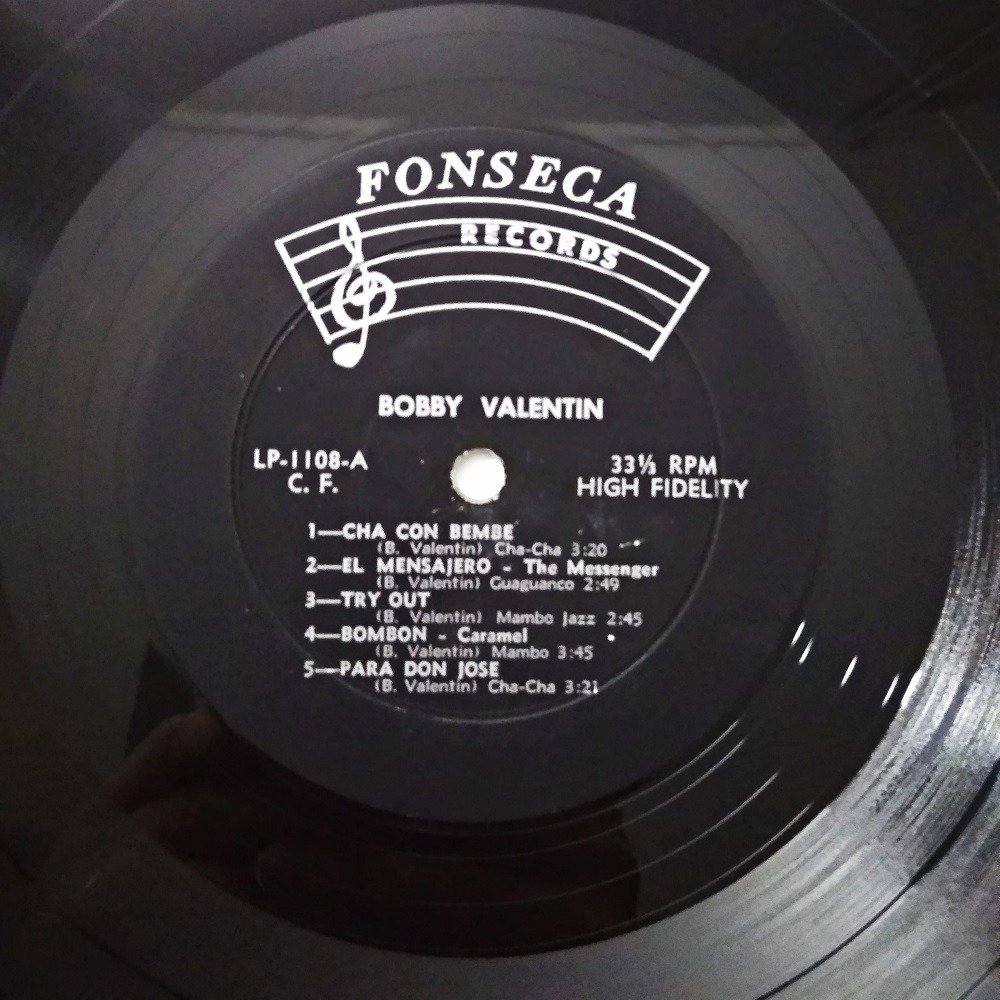 FONSECA
RECORDS
BOBBY VALENTIN
LP-1108-A
C. F.
33⅓ RPM
HIGH FIDELITY
1—CHA CON BEMBE
(B. Valentin) Cha-Cha 3:20
2—EL MENSAJERO - The Messenger
(B. Valentin) Guaguanco 2:49
3—TRY OUT
(B. Valentin) Mambo Jazz 2:45
4—BOMBON - Caramel
(B. Valentin) Mambo 3:45
5—PARA DON JOSE
(B. Valentin) Cha-Cha 3:21